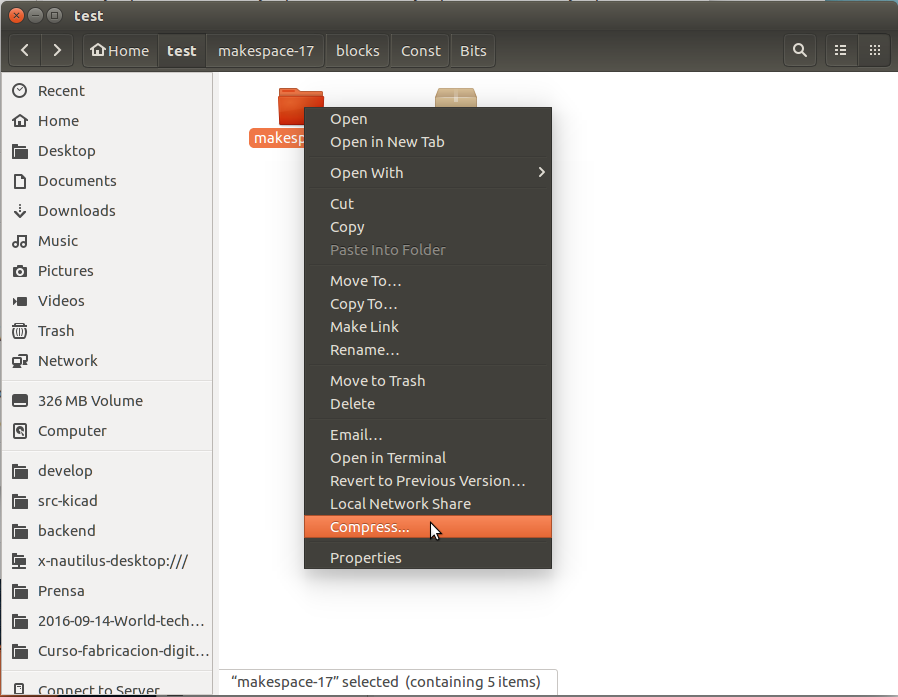 test
Home test makespace-17 blocks Const Bits
Recent
Home
Desktop
Documents
Downloads
Music
Pictures
Videos
Trash
Network
326 MB Volume
Computer
develop
src-kicad
backend
x-nautilus-desktop:///
Prensa
2016-09-14-World-tech…
Curso-fabricacion-digit…
Connect to Server
makesp
Open
Open in New Tab
Open With
Cut
Copy
Paste Into Folder
Move To…
Copy To…
Make Link
Rename…
Move to Trash
Delete
Email…
Open in Terminal
Revert to Previous Version…
Local Network Share
Compress...
Properties
“makespace-17” selected (containing 5 items)